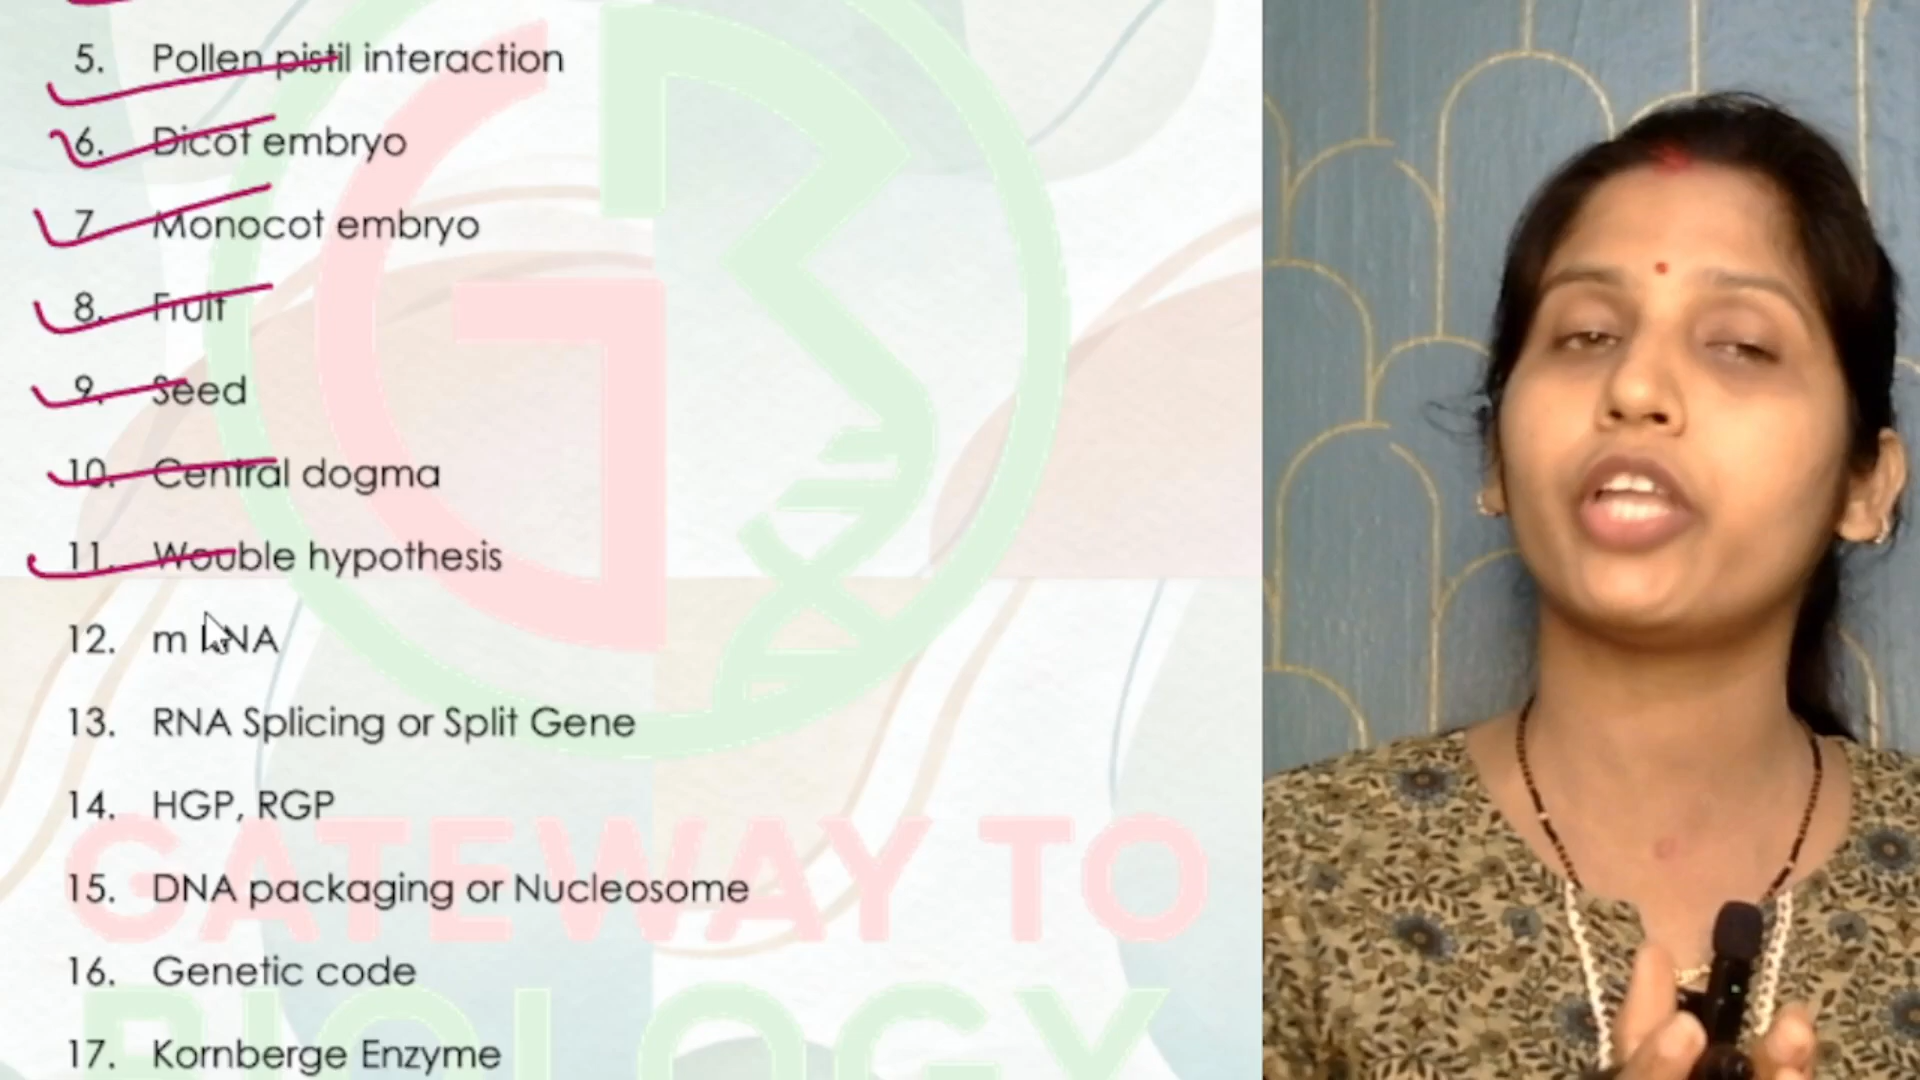 5. Pollen pistil interaction
6. Dicot embryo
7. Monocot embryo
8. Fruit
9. Seed
10. Central dogma
11. Wouble hypothesis
12. m RNA
13. RNA Splicing or Split Gene
14. HGP, RGP
15. DNA packaging or Nucleosome
16. Genetic code
17. Kornberge Enzyme
GATEWAY TO
BIOLOGY